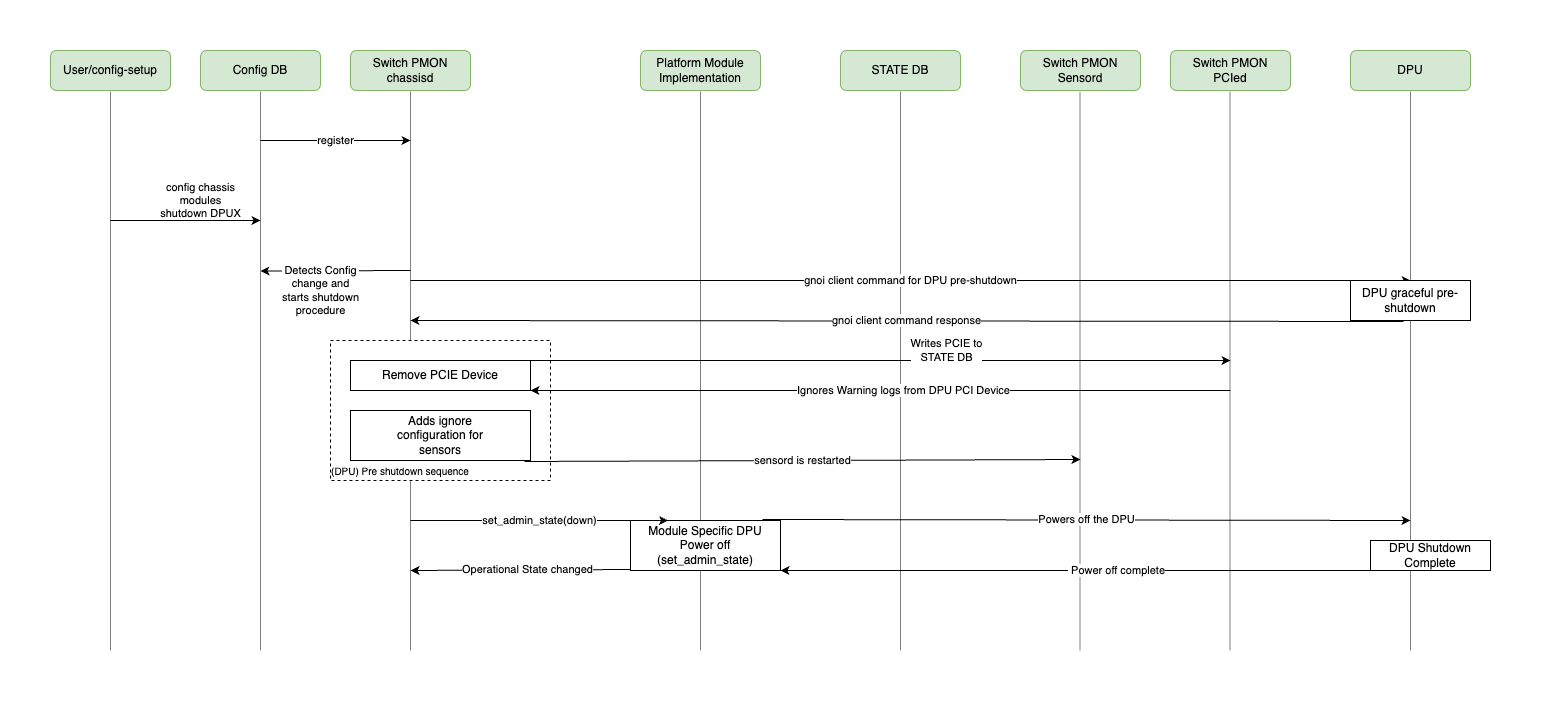 User/config-setup
Config DB
Switch PMON
chassisd
Platform Module
Implementation
STATE DB
Switch PMON
Sensord
Switch PMON
PCIed
DPU
register
config chassis
modules
shutdown DPUX
Detects Config
change and
starts shutdown
procedure
gnoi client command for DPU pre-shutdown
DPU graceful pre-
shutdown
gnoi client command response
Writes PCIE to
STATE DB
Remove PCIE Device
Ignores Warning logs from DPU PCI Device
Adds ignore
configuration for
sensors
sensord is restarted
(DPU) Pre shutdown sequence
set_admin_state(down)
Module Specific DPU
Power off
(set_admin_state)
Powers off the DPU
DPU Shutdown
Complete
Operational State changed
Power off complete